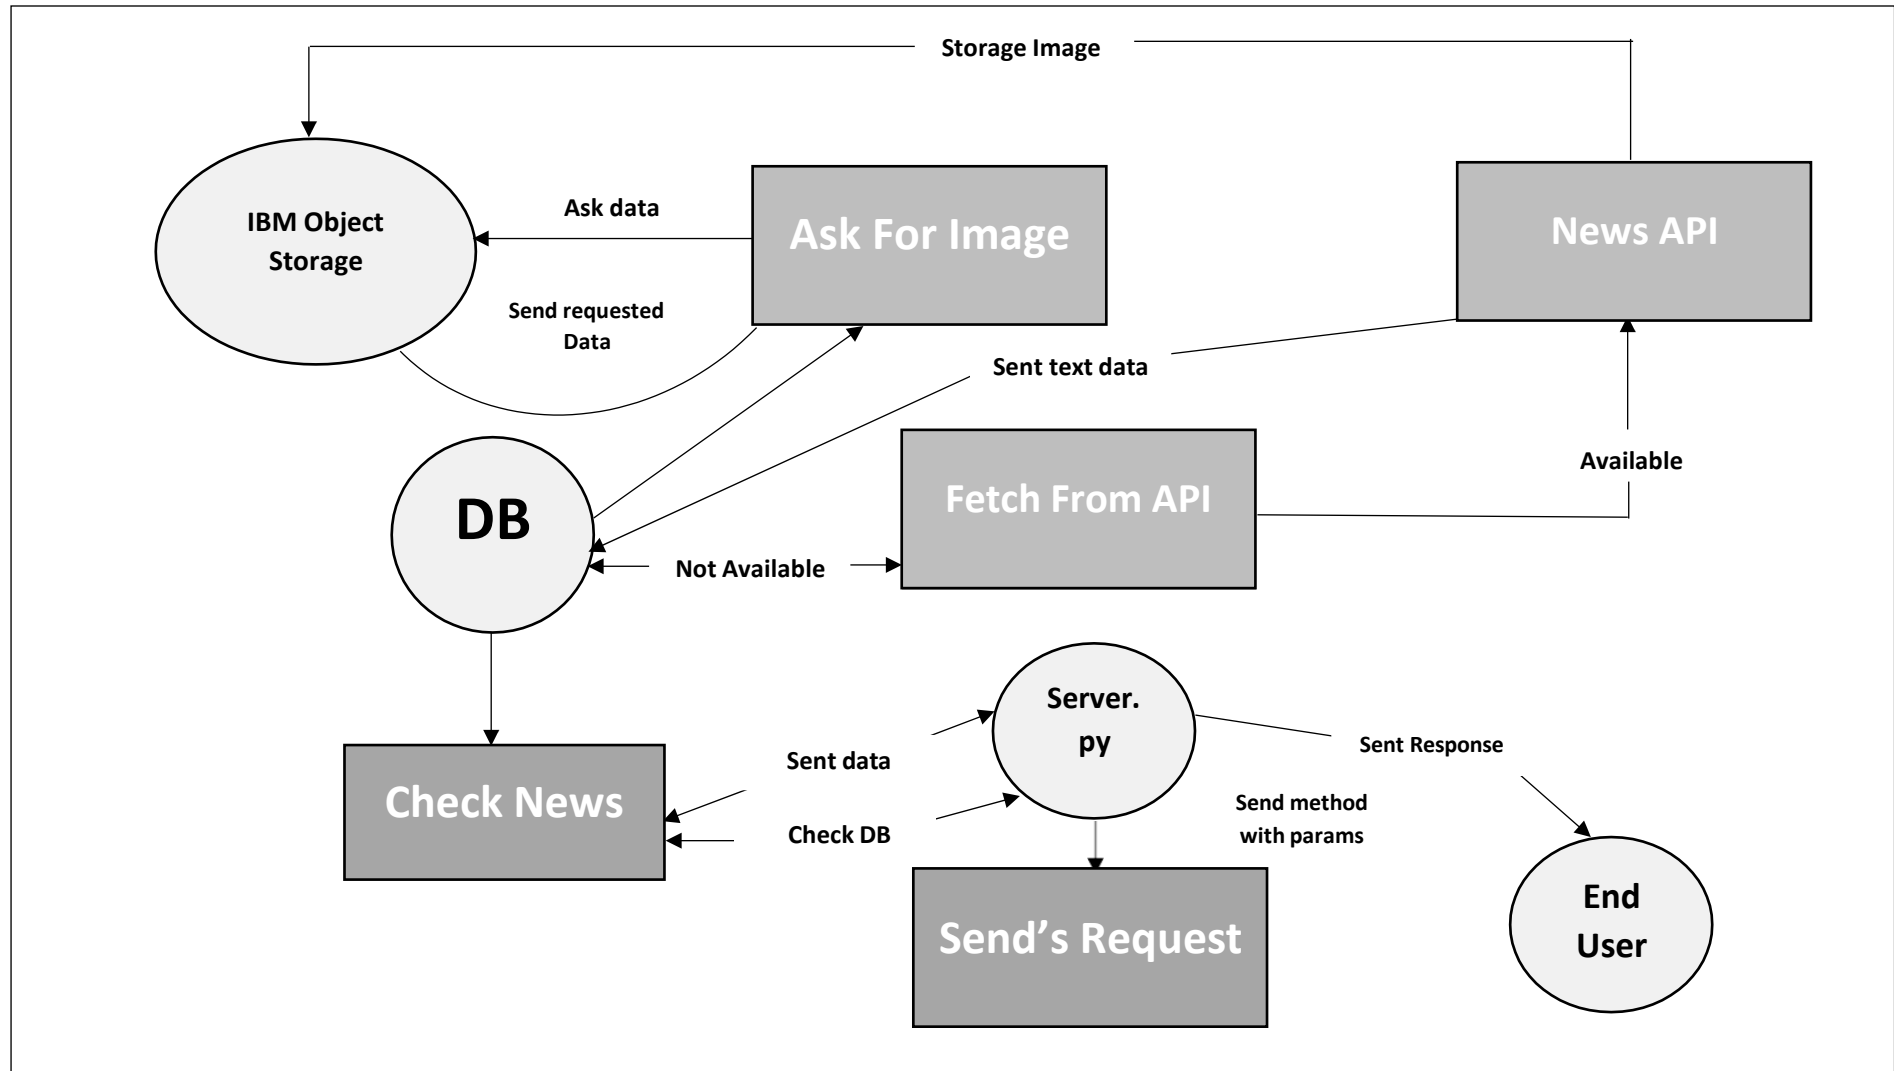 Storage Image
IBM Object
Storage
Ask data
Ask For Image
News API
Send requested
Data
Sent text data
DB
Fetch From API
Available
Not Available
Server.
py
Sent data
Sent Response
Check News
Check DB
Send method
with params
Send’s Request
End
User